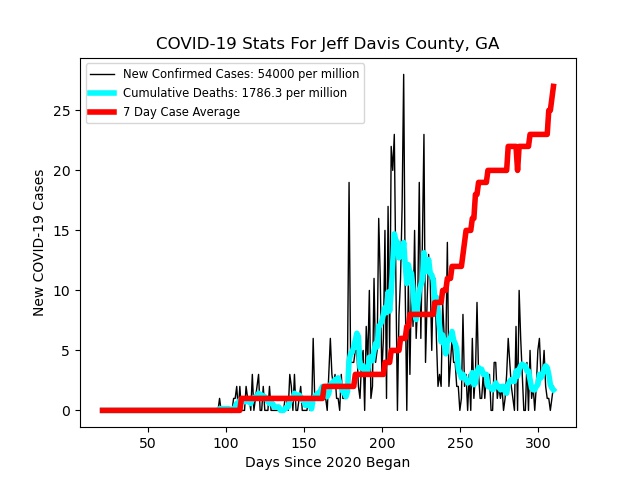 COVID-19 Stats For Jeff Davis County, GA
New Confirmed Cases: 54000 per million
Cumulative Deaths: 1786.3 per million
7 Day Case Average
New COVID-19 Cases
25
20
15
10
5
0
50 100 150 200 250 300
Days Since 2020 Began